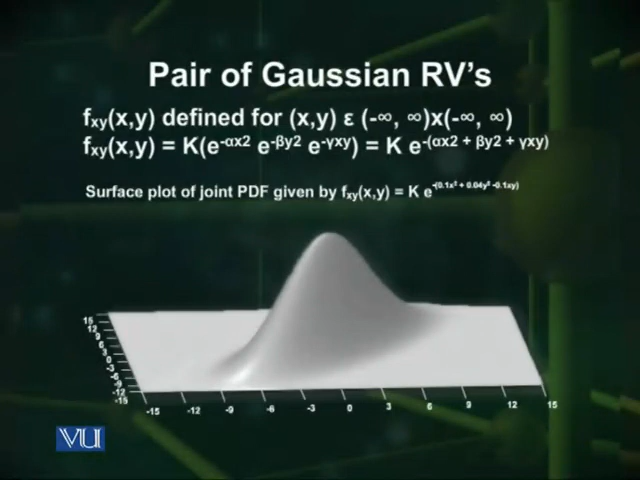 Pair of Gaussian RV's
fxy(x,y) defined for (x,y) ε (-∞, ∞)x(-∞, ∞)
fxy(x,y) = K(e-αx2 e-βy2 e-γxy) = K e-(αx2 + βy2 + γxy)
Surface plot of joint PDF given by fxy(x,y) = K e-(0.1x² + 0.04y² -0.1xy)
15
12
9
6
3
0
-3
-6
-9
-12
-15
-15 -12 -9 -6 -3 0 3 6 9 12 15
VU